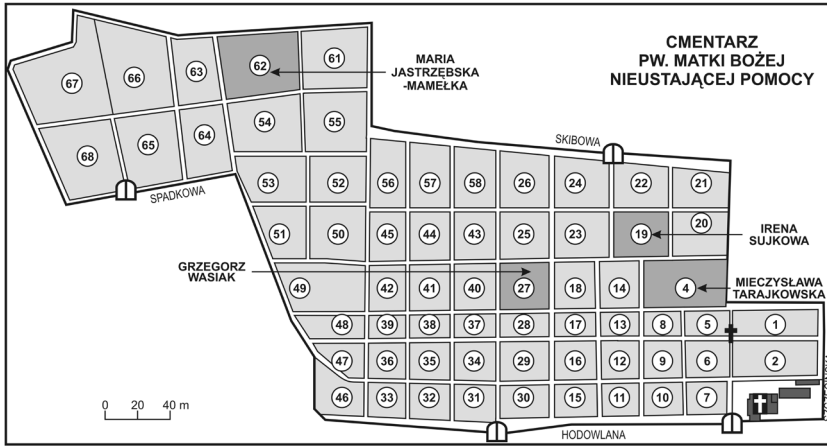 CMENTARZ
PW. MATKI BOŻEJ
NIEUSTAJĄCEJ POMOCY
MARIA
JASTRZĘBSKA
-MAMEŁKA
67 66 63 62 61
68 65 64 54 55
SPADKOWA
SKIBOWA
53 52 56 57 58 26 24 22 21
51 50 45 44 43 25 23 19 20
IRENA
SUJKOWA
GRZEGORZ
WASIAK
49 42 41 40 27 18 14 4
MIECZYSŁAWA
TARAJKOWSKA
48 39 38 37 28 17 13 8 5 1
47 36 35 34 29 16 12 9 6 2
46 33 32 31 30 15 11 10 7
0 20 40 m
HODOWLANA